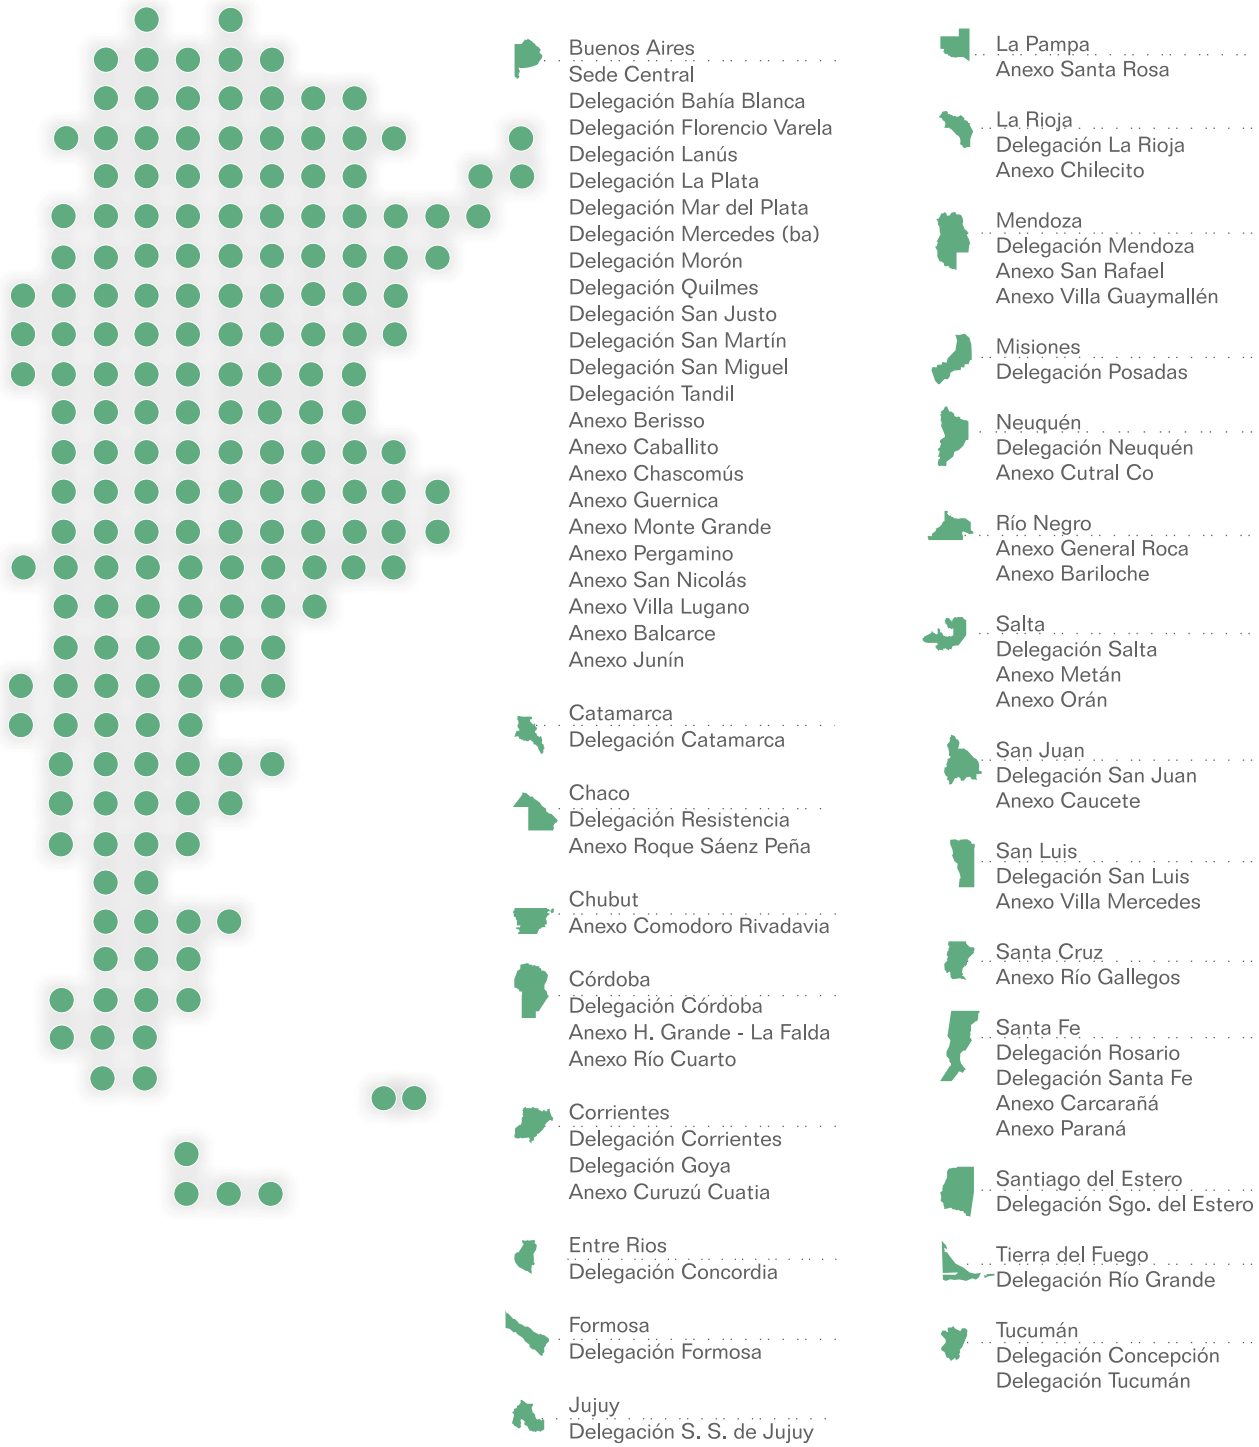 Buenos Aires
Sede Central
Delegación Bahía Blanca
Delegación Florencio Varela
Delegación Lanús
Delegación La Plata
Delegación Mar del Plata
Delegación Mercedes (ba)
Delegación Morón
Delegación Quilmes
Delegación San Justo
Delegación San Martín
Delegación San Miguel
Delegación Tandil
Anexo Berisso
Anexo Caballito
Anexo Chascomús
Anexo Guernica
Anexo Monte Grande
Anexo Pergamino
Anexo San Nicolás
Anexo Villa Lugano
Anexo Balcarce
Anexo Junín
Catamarca
Delegación Catamarca
Chaco
Delegación Resistencia
Anexo Roque Sáenz Peña
Chubut
Anexo Comodoro Rivadavia
Córdoba
Delegación Córdoba
Anexo H. Grande - La Falda
Anexo Río Cuarto
Corrientes
Delegación Corrientes
Delegación Goya
Anexo Curuzú Cuatia
Entre Rios
Delegación Concordia
Formosa
Delegación Formosa
Jujuy
Delegación S. S. de Jujuy
La Pampa
Anexo Santa Rosa
La Rioja
Delegación La Rioja
Anexo Chilecito
Mendoza
Delegación Mendoza
Anexo San Rafael
Anexo Villa Guaymallén
Misiones
Delegación Posadas
Neuquén
Delegación Neuquén
Anexo Cutral Co
Río Negro
Anexo General Roca
Anexo Bariloche
Salta
Delegación Salta
Anexo Metán
Anexo Orán
San Juan
Delegación San Juan
Anexo Caucete
San Luis
Delegación San Luis
Anexo Villa Mercedes
Santa Cruz
Anexo Río Gallegos
Santa Fe
Delegación Rosario
Delegación Santa Fe
Anexo Carcarañá
Anexo Paraná
Santiago del Estero
Delegación Sgo. del Estero
Tierra del Fuego
Delegación Río Grande
Tucumán
Delegación Concepción
Delegación Tucumán